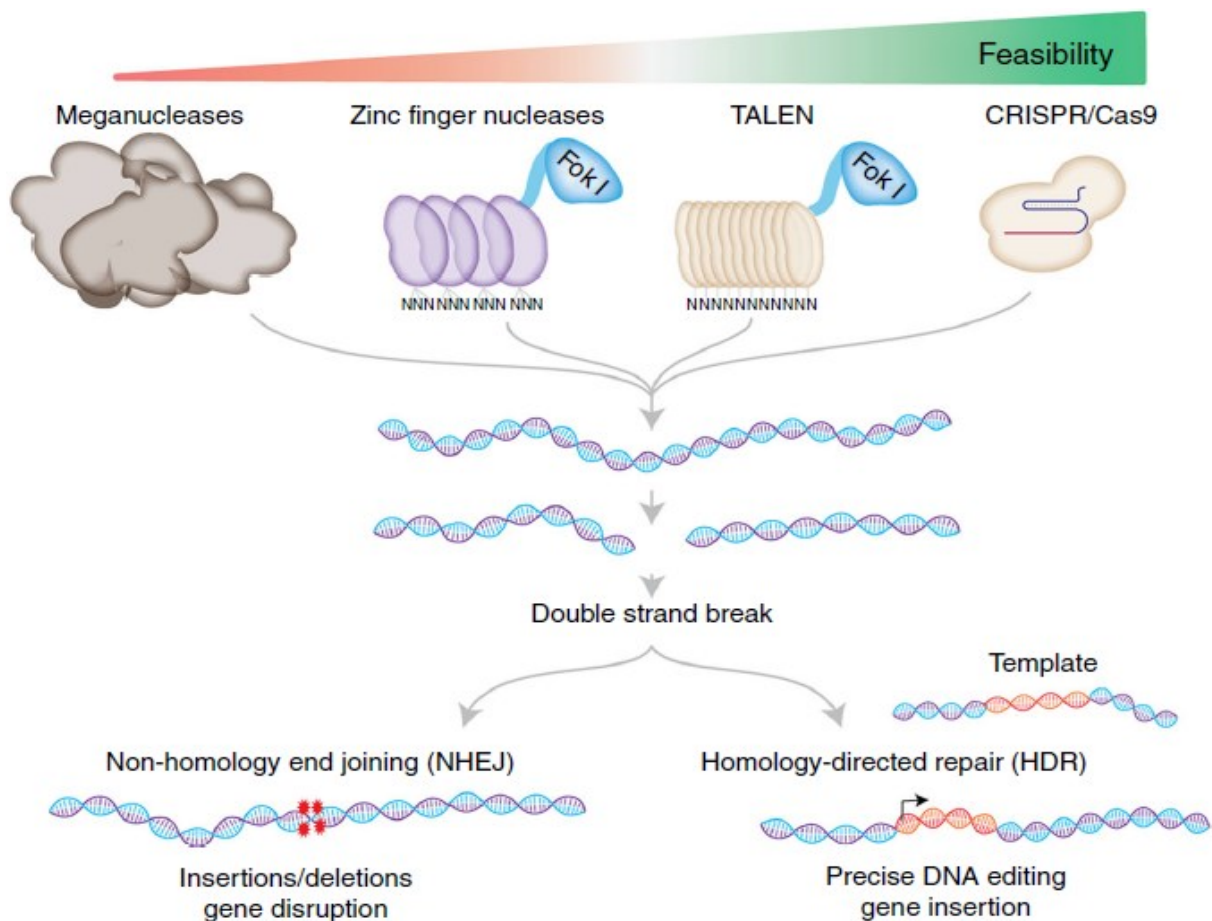 Feasibility
Meganucleases
Zinc finger nucleases
TALEN
CRISPR/Cas9
Fok I
Fok I
NNN NNN NNN NNN
NNNNNNNNNNNN
Double strand break
Template
Non-homology end joining (NHEJ)
Homology-directed repair (HDR)
Insertions/deletions
gene disruption
Precise DNA editing
gene insertion